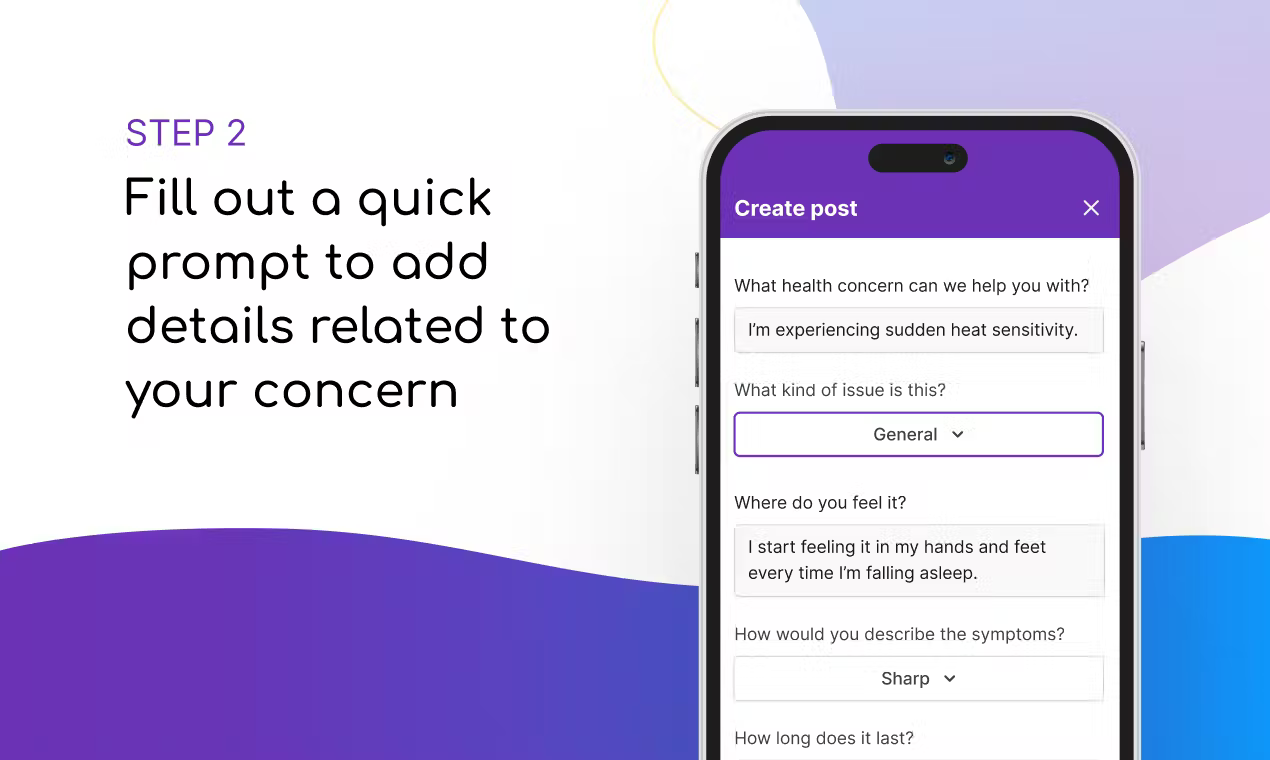 STEP 2
Fill out a quick
prompt to add
details related to
your concern
Create post
What health concern can we help you with?
I’m experiencing sudden heat sensitivity.
What kind of issue is this?
General
Where do you feel it?
I start feeling it in my hands and feet
every time I’m falling asleep.
How would you describe the symptoms?
Sharp
How long does it last?